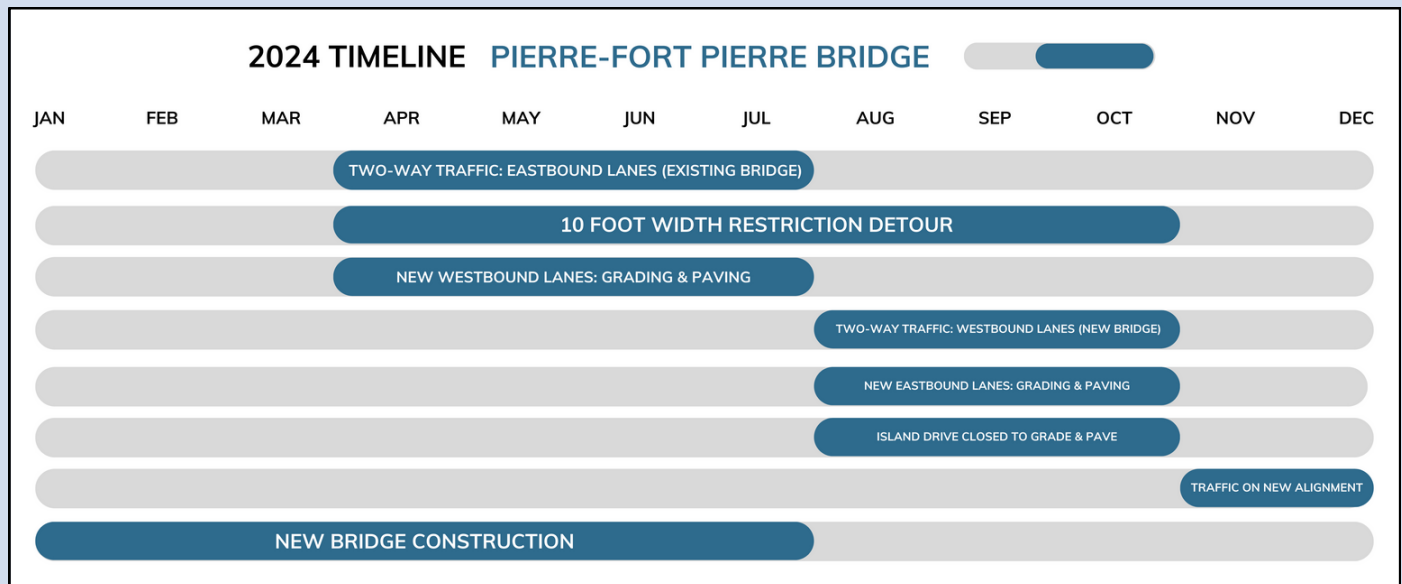 2024 TIMELINE PIERRE-FORT PIERRE BRIDGE
JAN FEB MAR APR MAY JUN JUL AUG SEP OCT NOV DEC
TWO-WAY TRAFFIC: EASTBOUND LANES (EXISTING BRIDGE)
10 FOOT WIDTH RESTRICTION DETOUR
NEW WESTBOUND LANES: GRADING & PAVING
TWO-WAY TRAFFIC: WESTBOUND LANES (NEW BRIDGE)
NEW EASTBOUND LANES: GRADING & PAVING
ISLAND DRIVE CLOSED TO GRADE & PAVE
TRAFFIC ON NEW ALIGNMENT
NEW BRIDGE CONSTRUCTION